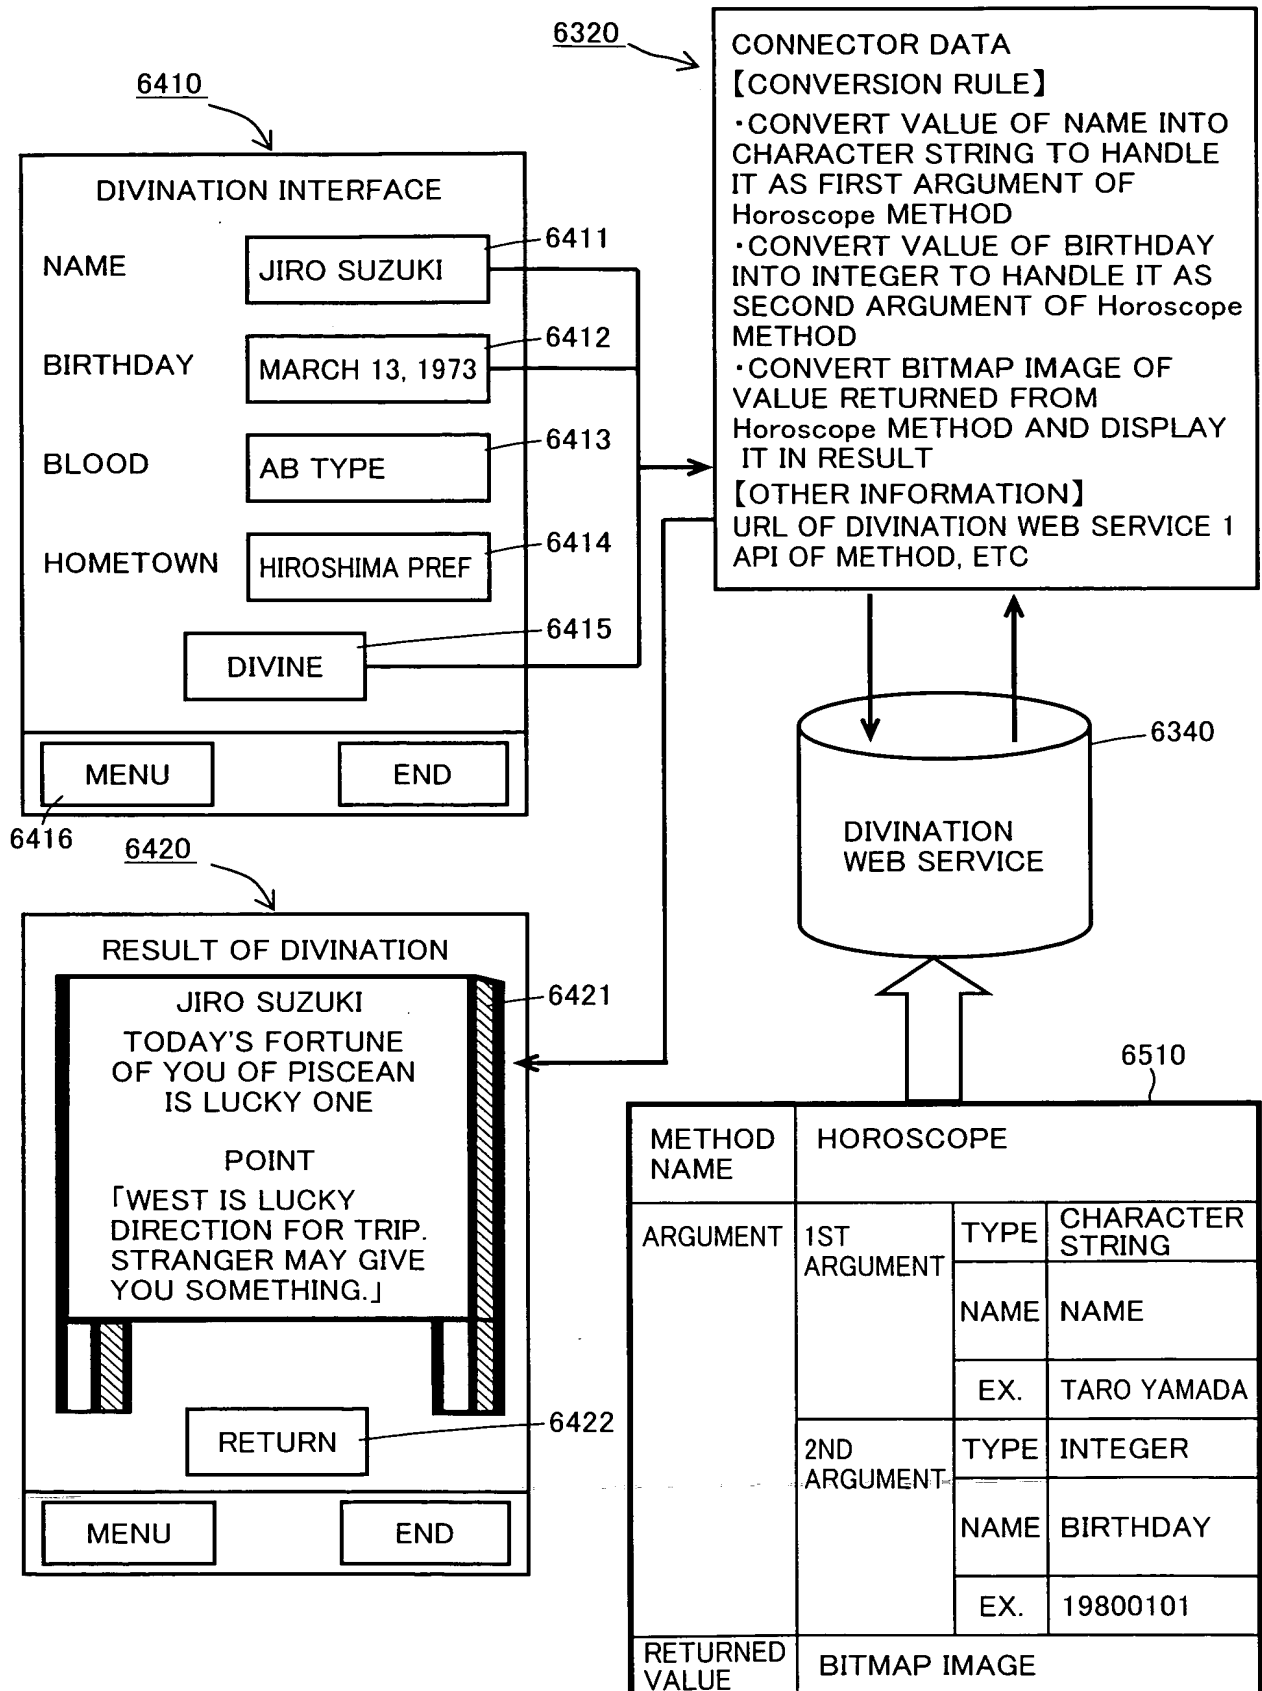 6410
DIVINATION INTERFACE
NAME
JIRO SUZUKI
6411
BIRTHDAY
MARCH 13, 1973
6412
BLOOD
AB TYPE
6413
HOMETOWN
HIROSHIMA PREF
6414
DIVINE
6415
MENU
END
6416
6320
CONNECTOR DATA
【CONVERSION RULE】
・CONVERT VALUE OF NAME INTO
CHARACTER STRING TO HANDLE
IT AS FIRST ARGUMENT OF
Horoscope METHOD
・CONVERT VALUE OF BIRTHDAY
INTO INTEGER TO HANDLE IT AS
SECOND ARGUMENT OF Horoscope
METHOD
・CONVERT BITMAP IMAGE OF
VALUE RETURNED FROM
Horoscope METHOD AND DISPLAY
IT IN RESULT
【OTHER INFORMATION】
URL OF DIVINATION WEB SERVICE 1
API OF METHOD, ETC
6340
DIVINATION
WEB SERVICE
6420
RESULT OF DIVINATION
JIRO SUZUKI
TODAY'S FORTUNE
OF YOU OF PISCEAN
IS LUCKY ONE
POINT
「WEST IS LUCKY
DIRECTION FOR TRIP.
STRANGER MAY GIVE
YOU SOMETHING.」
6421
RETURN
6422
MENU
END
6510
METHOD
NAME
HOROSCOPE
ARGUMENT
1ST
ARGUMENT
TYPE
CHARACTER
STRING
NAME
NAME
EX.
TARO YAMADA
2ND
ARGUMENT
TYPE
INTEGER
NAME
BIRTHDAY
EX.
19800101
RETURNED
VALUE
BITMAP IMAGE